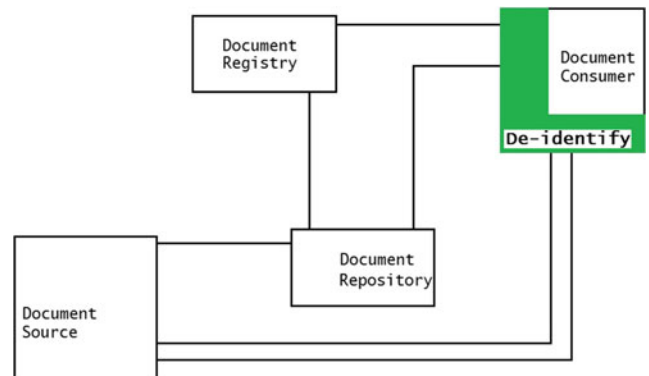 Document
Registry
Document
Consumer
De-identify
Document
Repository
Document
Source